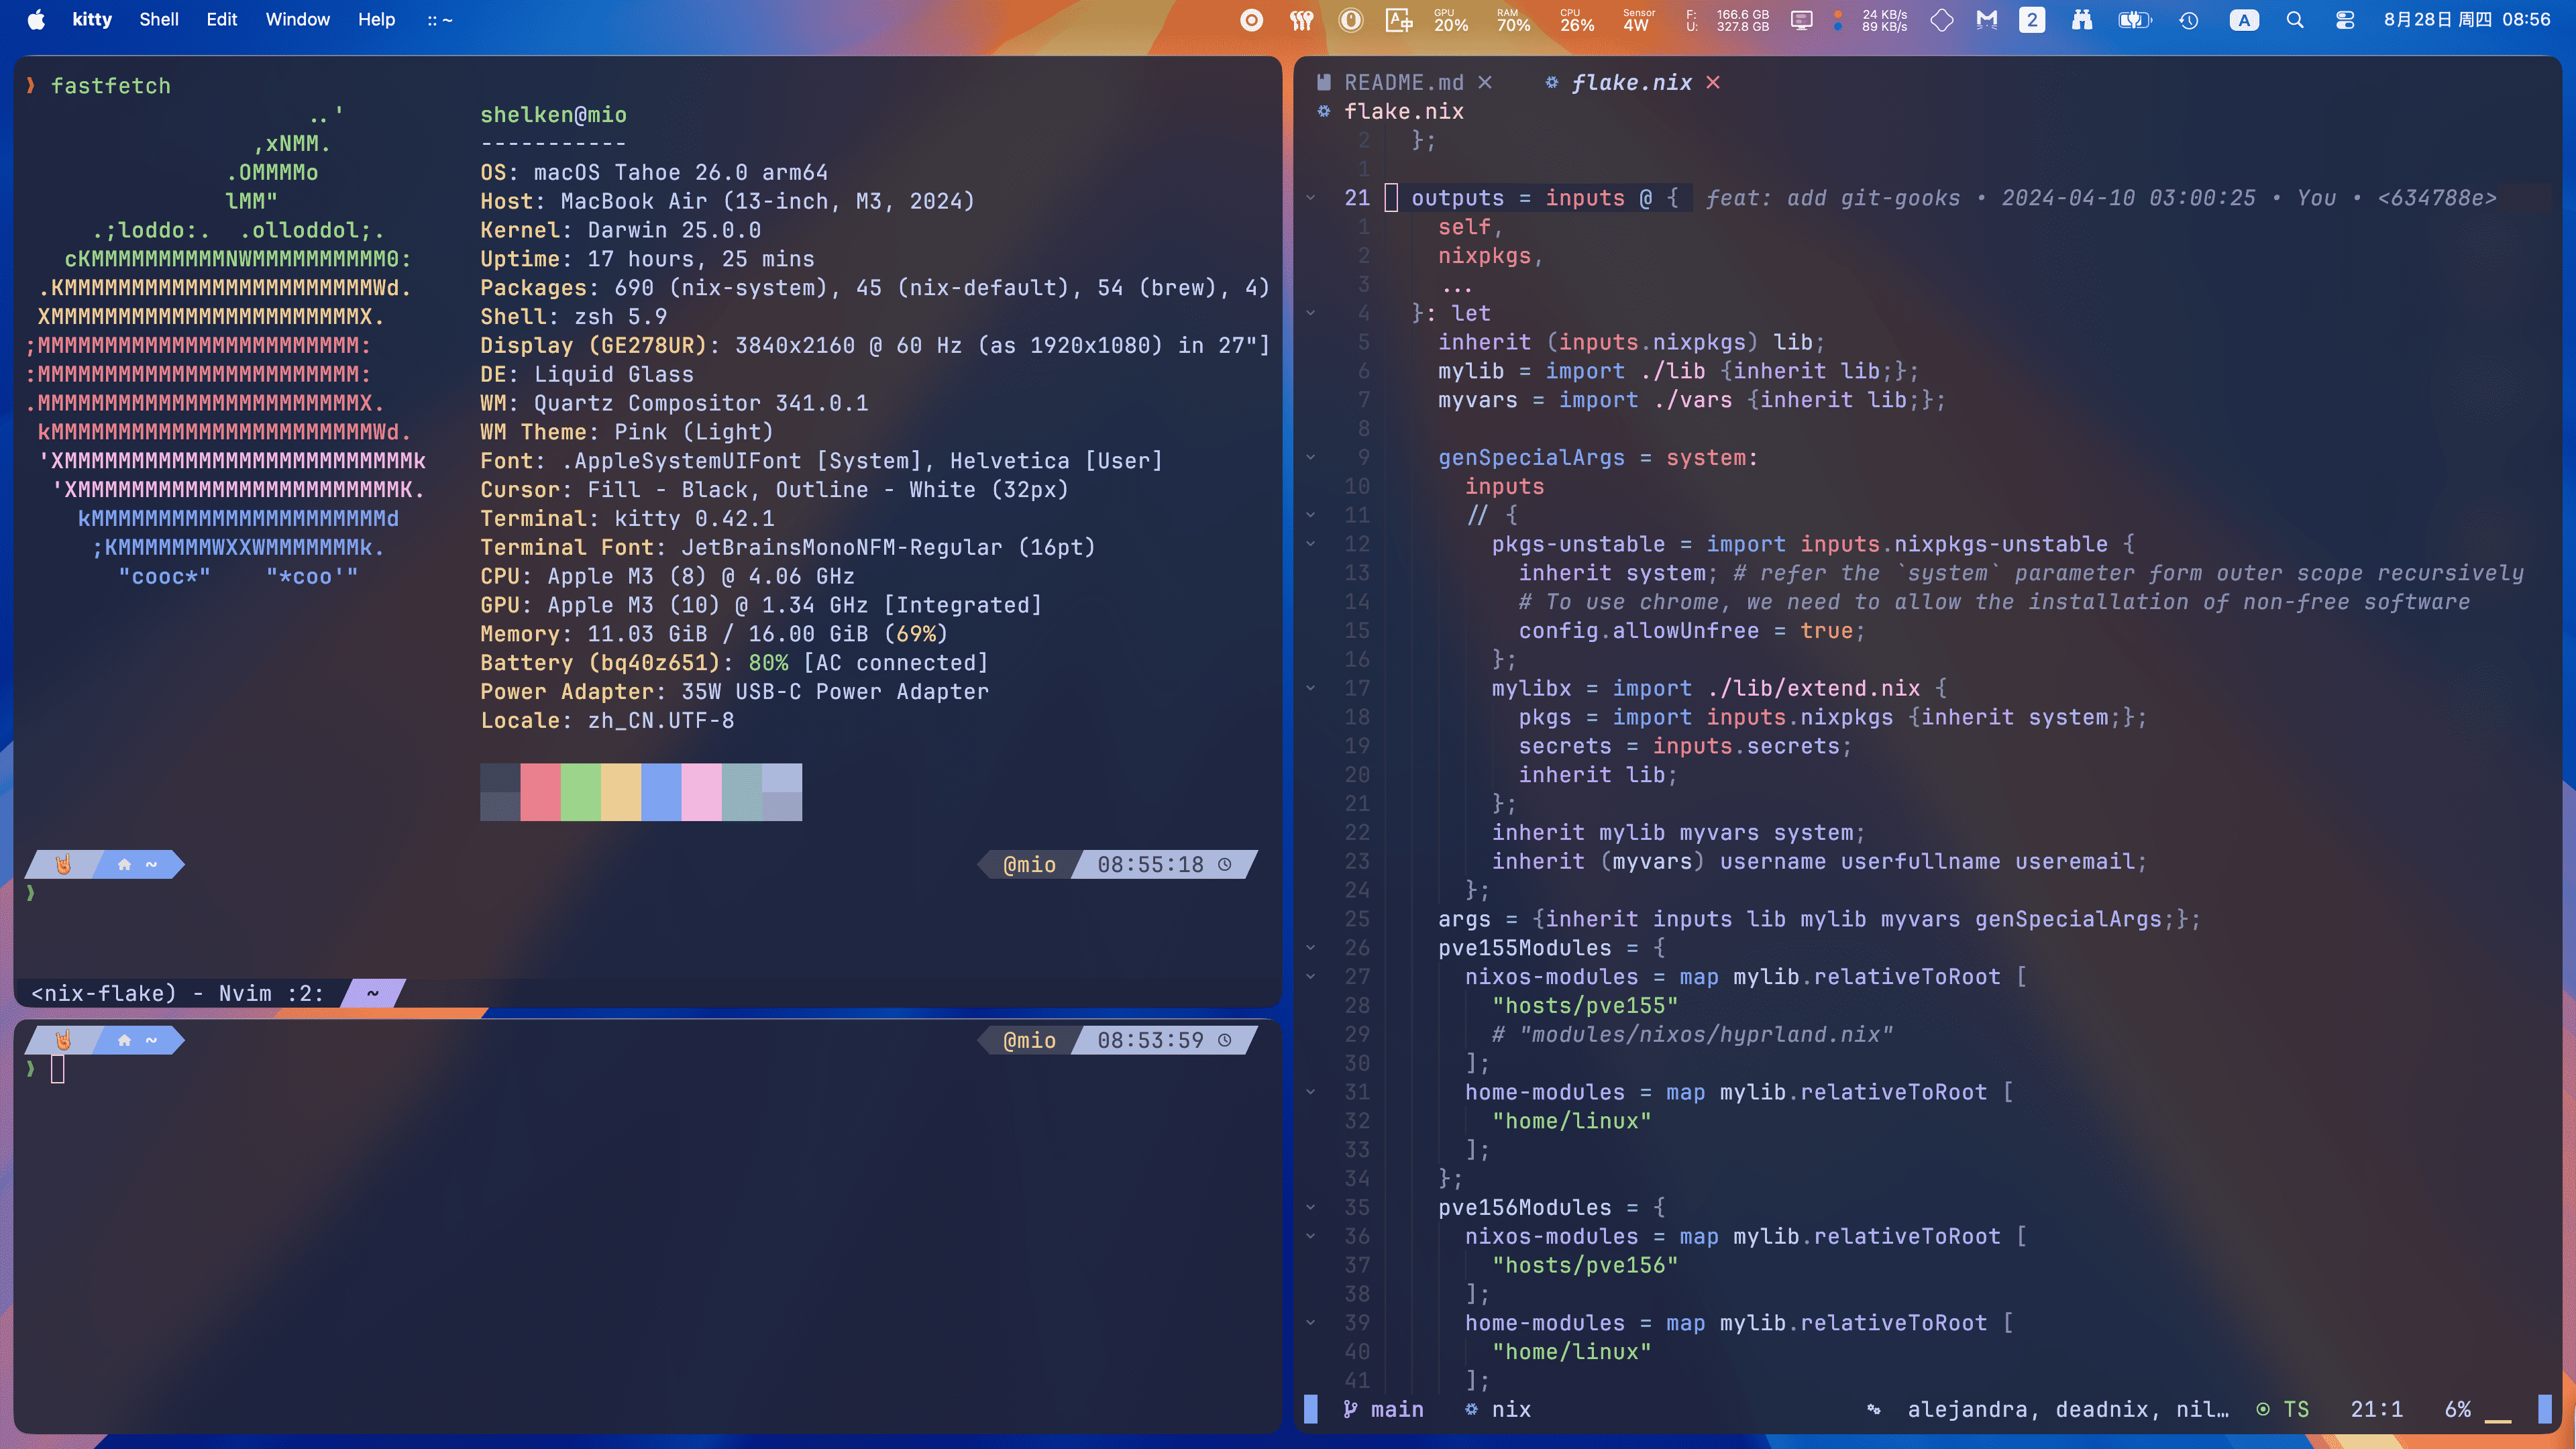 kitty Shell Edit Window Help :: ~
GPU 20% RAM 70% CPU 26% Sensor 4W F: 166.6 GB U: 327.8 GB 24 KB/s 89 KB/s 2 A 8月28日 周四 08:56
❱ fastfetch
..'
,xNMM.
.OMMMMo
lMM"
.;loddo:. .olloddol;.
cKMMMMMMMMMMNWMMMMMMMMMM0:
.KMMMMMMMMMMMMMMMMMMMMMMMWd.
XMMMMMMMMMMMMMMMMMMMMMMMX.
;MMMMMMMMMMMMMMMMMMMMMMMM:
:MMMMMMMMMMMMMMMMMMMMMMMM:
.MMMMMMMMMMMMMMMMMMMMMMMMX.
kMMMMMMMMMMMMMMMMMMMMMMMMWd.
'XMMMMMMMMMMMMMMMMMMMMMMMMMMk
'XMMMMMMMMMMMMMMMMMMMMMMMMK.
kMMMMMMMMMMMMMMMMMMMMMMd
;KMMMMMMMWXXWMMMMMMMk.
"cooc*" "*coo'"
shelken@mio
-----------
OS: macOS Tahoe 26.0 arm64
Host: MacBook Air (13-inch, M3, 2024)
Kernel: Darwin 25.0.0
Uptime: 17 hours, 25 mins
Packages: 690 (nix-system), 45 (nix-default), 54 (brew), 4)
Shell: zsh 5.9
Display (GE278UR): 3840x2160 @ 60 Hz (as 1920x1080) in 27"]
DE: Liquid Glass
WM: Quartz Compositor 341.0.1
WM Theme: Pink (Light)
Font: .AppleSystemUIFont [System], Helvetica [User]
Cursor: Fill - Black, Outline - White (32px)
Terminal: kitty 0.42.1
Terminal Font: JetBrainsMonoNFM-Regular (16pt)
CPU: Apple M3 (8) @ 4.06 GHz
GPU: Apple M3 (10) @ 1.34 GHz [Integrated]
Memory: 11.03 GiB / 16.00 GiB (69%)
Battery (bq40z651): 80% [AC connected]
Power Adapter: 35W USB-C Power Adapter
Locale: zh_CN.UTF-8
~ @mio 08:55:18
❱
<nix-flake) - Nvim :2: ~
~ @mio 08:53:59
❱
README.md × flake.nix ×
flake.nix
2 };
1
21 outputs = inputs @ { feat: add git-gooks • 2024-04-10 03:00:25 • You • <634788e>
1 self,
2 nixpkgs,
3 ...
4 }: let
5 inherit (inputs.nixpkgs) lib;
6 mylib = import ./lib {inherit lib;};
7 myvars = import ./vars {inherit lib;};
8
9 genSpecialArgs = system:
10 inputs
11 // {
12 pkgs-unstable = import inputs.nixpkgs-unstable {
13 inherit system; # refer the `system` parameter form outer scope recursively
14 # To use chrome, we need to allow the installation of non-free software
15 config.allowUnfree = true;
16 };
17 mylibx = import ./lib/extend.nix {
18 pkgs = import inputs.nixpkgs {inherit system;};
19 secrets = inputs.secrets;
20 inherit lib;
21 };
22 inherit mylib myvars system;
23 inherit (myvars) username userfullname useremail;
24 };
25 args = {inherit inputs lib mylib myvars genSpecialArgs;};
26 pve155Modules = {
27 nixos-modules = map mylib.relativeToRoot [
28 "hosts/pve155"
29 # "modules/nixos/hyprland.nix"
30 ];
31 home-modules = map mylib.relativeToRoot [
32 "home/linux"
33 ];
34 };
35 pve156Modules = {
36 nixos-modules = map mylib.relativeToRoot [
37 "hosts/pve156"
38 ];
39 home-modules = map mylib.relativeToRoot [
40 "home/linux"
41 ];
main nix alejandra, deadnix, nil… TS 21:1 6% __